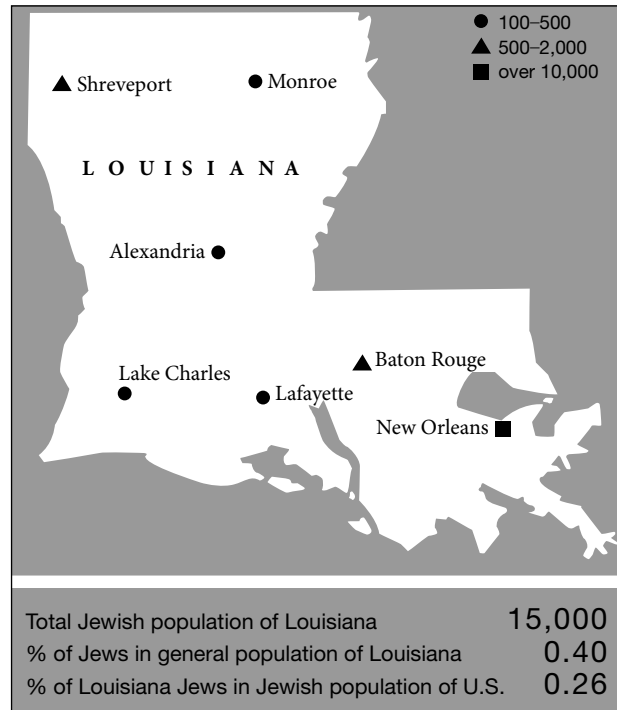 100–500
500–2,000
over 10,000
Shreveport
Monroe
LOUISIANA
Alexandria
Baton Rouge
Lake Charles
Lafayette
New Orleans
Total Jewish population of Louisiana 15,000
% of Jews in general population of Louisiana 0.40
% of Louisiana Jews in Jewish population of U.S. 0.26